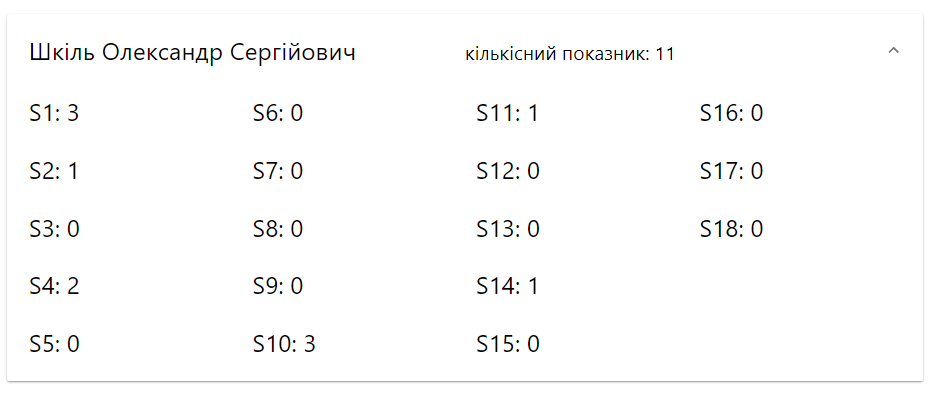 Шкіль Олександр Сергійович кількісний показник: 11
S1: 3 S6: 0 S11: 1 S16: 0
S2: 1 S7: 0 S12: 0 S17: 0
S3: 0 S8: 0 S13: 0 S18: 0
S4: 2 S9: 0 S14: 1
S5: 0 S10: 3 S15: 0